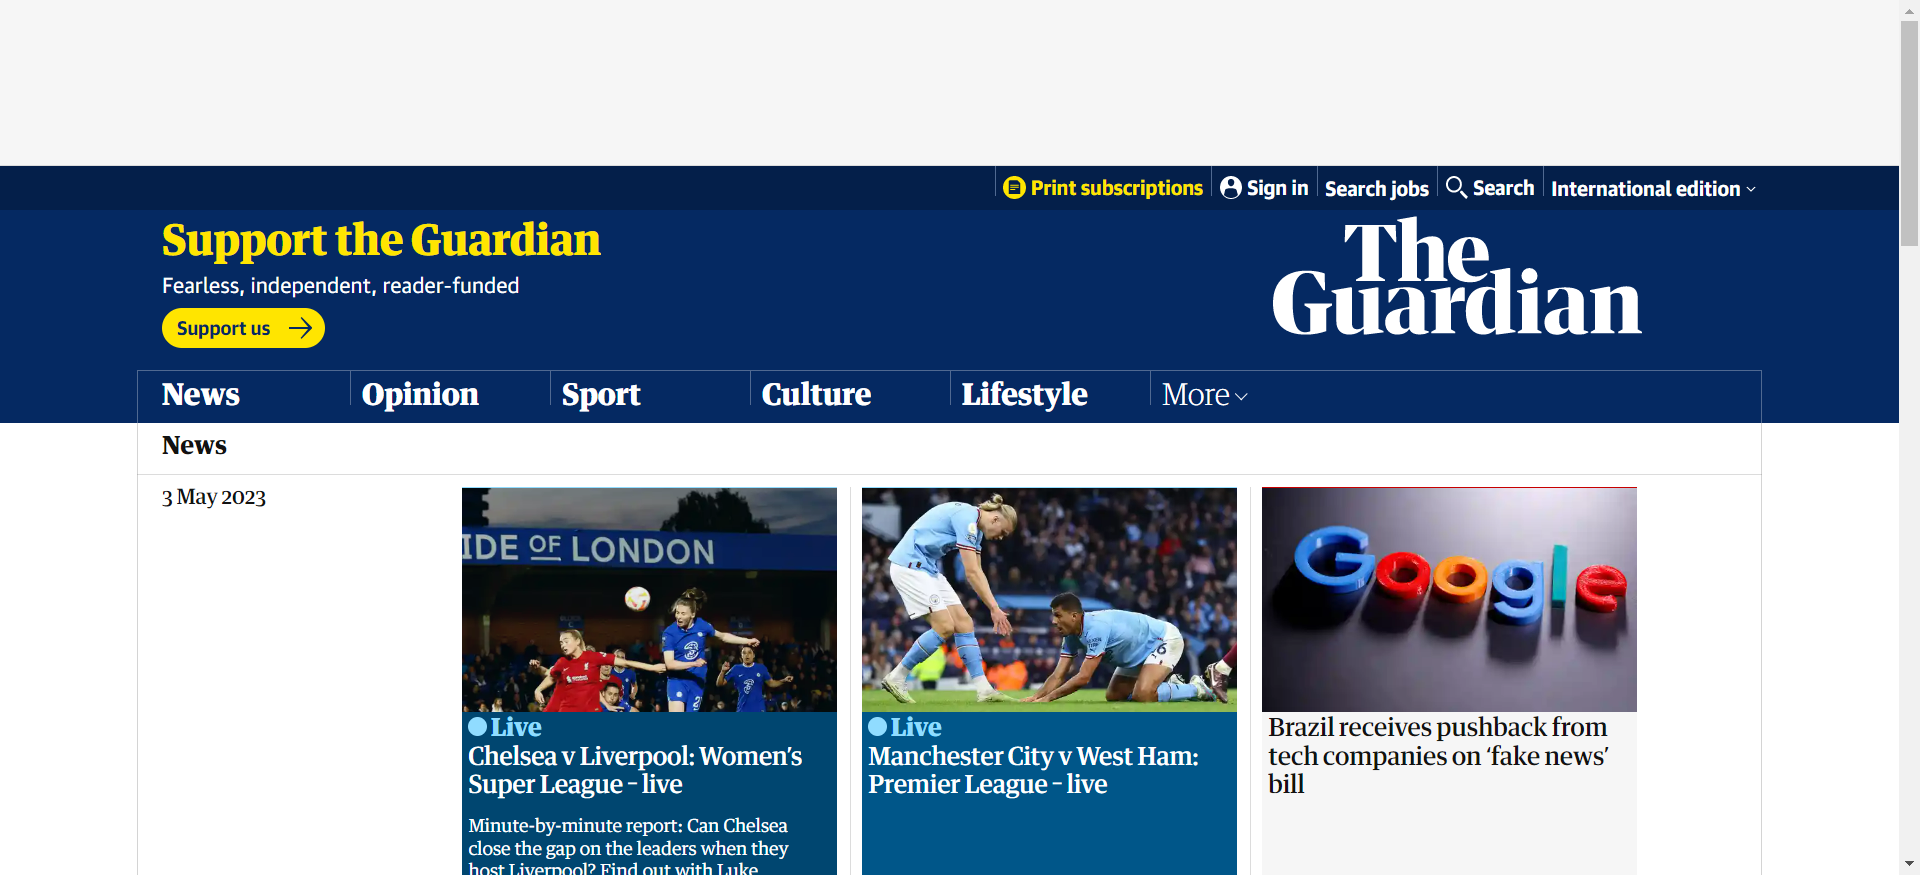 Print subscriptions
Sign in
Search jobs
Search
International edition
Support the Guardian
Fearless, independent, reader-funded
Support us
The
Guardian
News
Opinion
Sport
Culture
Lifestyle
More
News
3 May 2023
IDE OF LONDON
Live
Chelsea v Liverpool: Women’s
Super League – live
Minute-by-minute report: Can Chelsea
close the gap on the leaders when they
host Liverpool? Find out with Luke
Live
Manchester City v West Ham:
Premier League – live
Google
Brazil receives pushback from
tech companies on ‘fake news’
bill